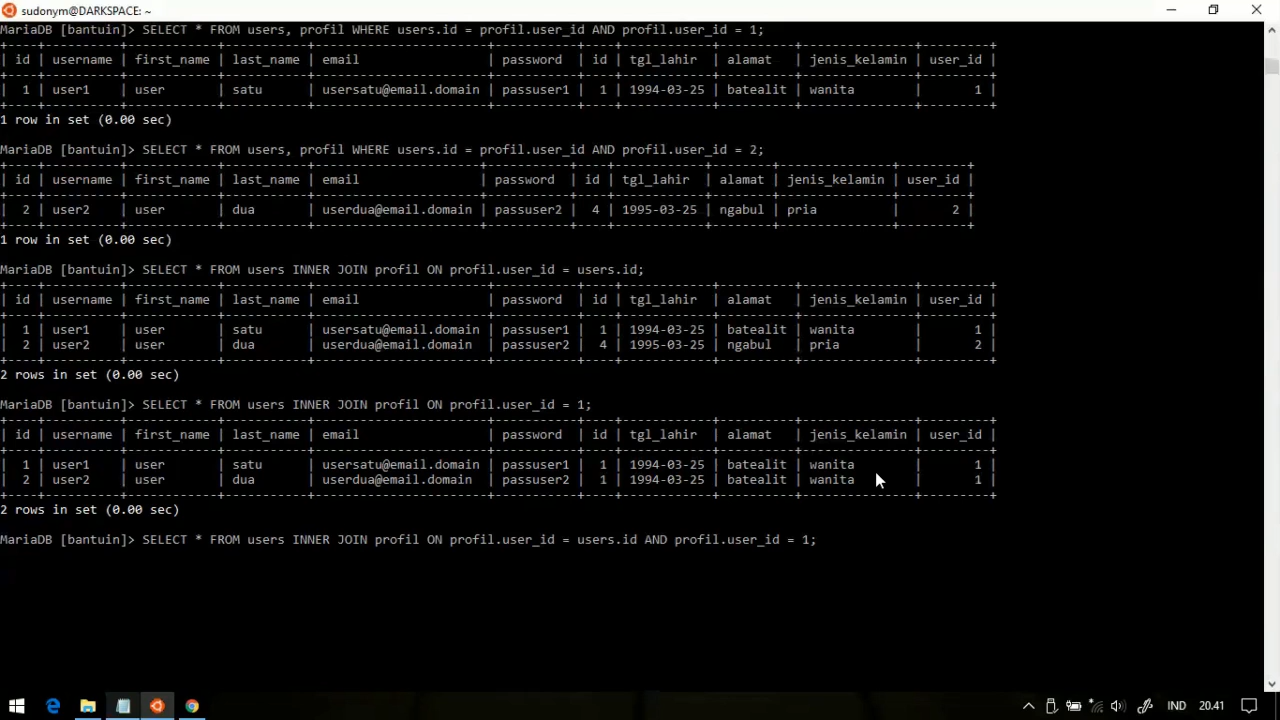 sudonym@DARKSPACE: ~
MariaDB [bantuin]> SELECT * FROM users, profil WHERE users.id = profil.user_id AND profil.user_id = 1;
+----+----------+------------+-----------+----------------------+-----------+----+------------+----------+---------------+---------+
| id | username | first_name | last_name | email                | password  | id | tgl_lahir  | alamat   | jenis_kelamin | user_id |
+----+----------+------------+-----------+----------------------+-----------+----+------------+----------+---------------+---------+
|  1 | user1    | user       | satu      | usersatu@email.domain | passuser1 |  1 | 1994-03-25 | batealit | wanita        |       1 |
+----+----------+------------+-----------+----------------------+-----------+----+------------+----------+---------------+---------+
1 row in set (0.00 sec)
MariaDB [bantuin]> SELECT * FROM users, profil WHERE users.id = profil.user_id AND profil.user_id = 2;
+----+----------+------------+-----------+----------------------+-----------+----+------------+--------+---------------+---------+
| id | username | first_name | last_name | email                | password  | id | tgl_lahir  | alamat | jenis_kelamin | user_id |
+----+----------+------------+-----------+----------------------+-----------+----+------------+--------+---------------+---------+
|  2 | user2    | user       | dua       | userdua@email.domain | passuser2 |  4 | 1995-03-25 | ngabul | pria          |       2 |
+----+----------+------------+-----------+----------------------+-----------+----+------------+--------+---------------+---------+
1 row in set (0.00 sec)
MariaDB [bantuin]> SELECT * FROM users INNER JOIN profil ON profil.user_id = users.id;
+----+----------+------------+-----------+-----------------------+-----------+----+------------+----------+---------------+---------+
| id | username | first_name | last_name | email                 | password  | id | tgl_lahir  | alamat   | jenis_kelamin | user_id |
+----+----------+------------+-----------+-----------------------+-----------+----+------------+----------+---------------+---------+
|  1 | user1    | user       | satu      | usersatu@email.domain | passuser1 |  1 | 1994-03-25 | batealit | wanita        |       1 |
|  2 | user2    | user       | dua       | userdua@email.domain  | passuser2 |  4 | 1995-03-25 | ngabul   | pria          |       2 |
+----+----------+------------+-----------+-----------------------+-----------+----+------------+----------+---------------+---------+
2 rows in set (0.00 sec)
MariaDB [bantuin]> SELECT * FROM users INNER JOIN profil ON profil.user_id = 1;
+----+----------+------------+-----------+-----------------------+-----------+----+------------+----------+---------------+---------+
| id | username | first_name | last_name | email                 | password  | id | tgl_lahir  | alamat   | jenis_kelamin | user_id |
+----+----------+------------+-----------+-----------------------+-----------+----+------------+----------+---------------+---------+
|  1 | user1    | user       | satu      | usersatu@email.domain | passuser1 |  1 | 1994-03-25 | batealit | wanita        |       1 |
|  2 | user2    | user       | dua       | userdua@email.domain  | passuser2 |  1 | 1994-03-25 | batealit | wanita        |       1 |
+----+----------+------------+-----------+-----------------------+-----------+----+------------+----------+---------------+---------+
2 rows in set (0.00 sec)
MariaDB [bantuin]> SELECT * FROM users INNER JOIN profil ON profil.user_id = users.id AND profil.user_id = 1;
IND 20.41